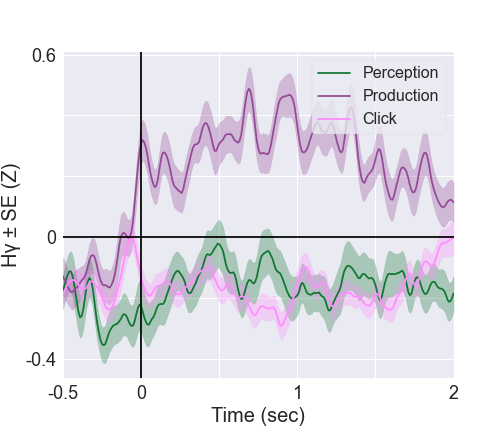 0.6
Perception
Production
Click
Hγ ± SE (Z)
0
-0.4
-0.5
0
1
2
Time (sec)